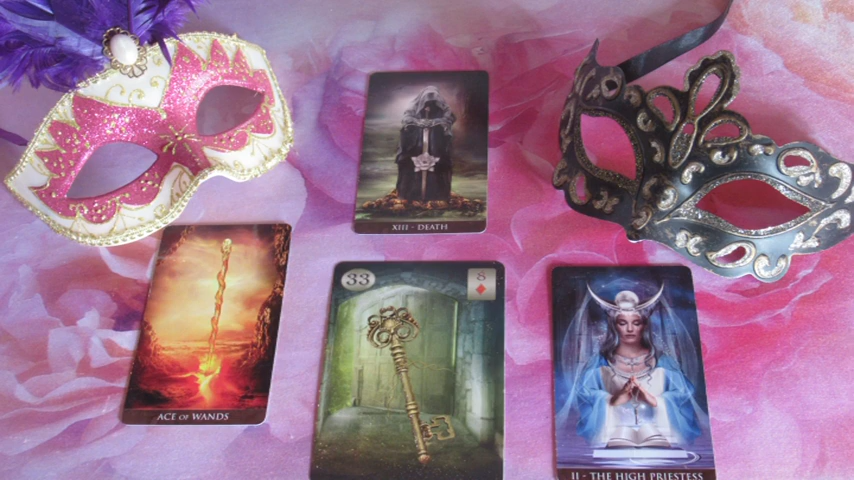 XIII - DEATH
ACE OF WANDS
33
8
II - THE HIGH PRIESTESS